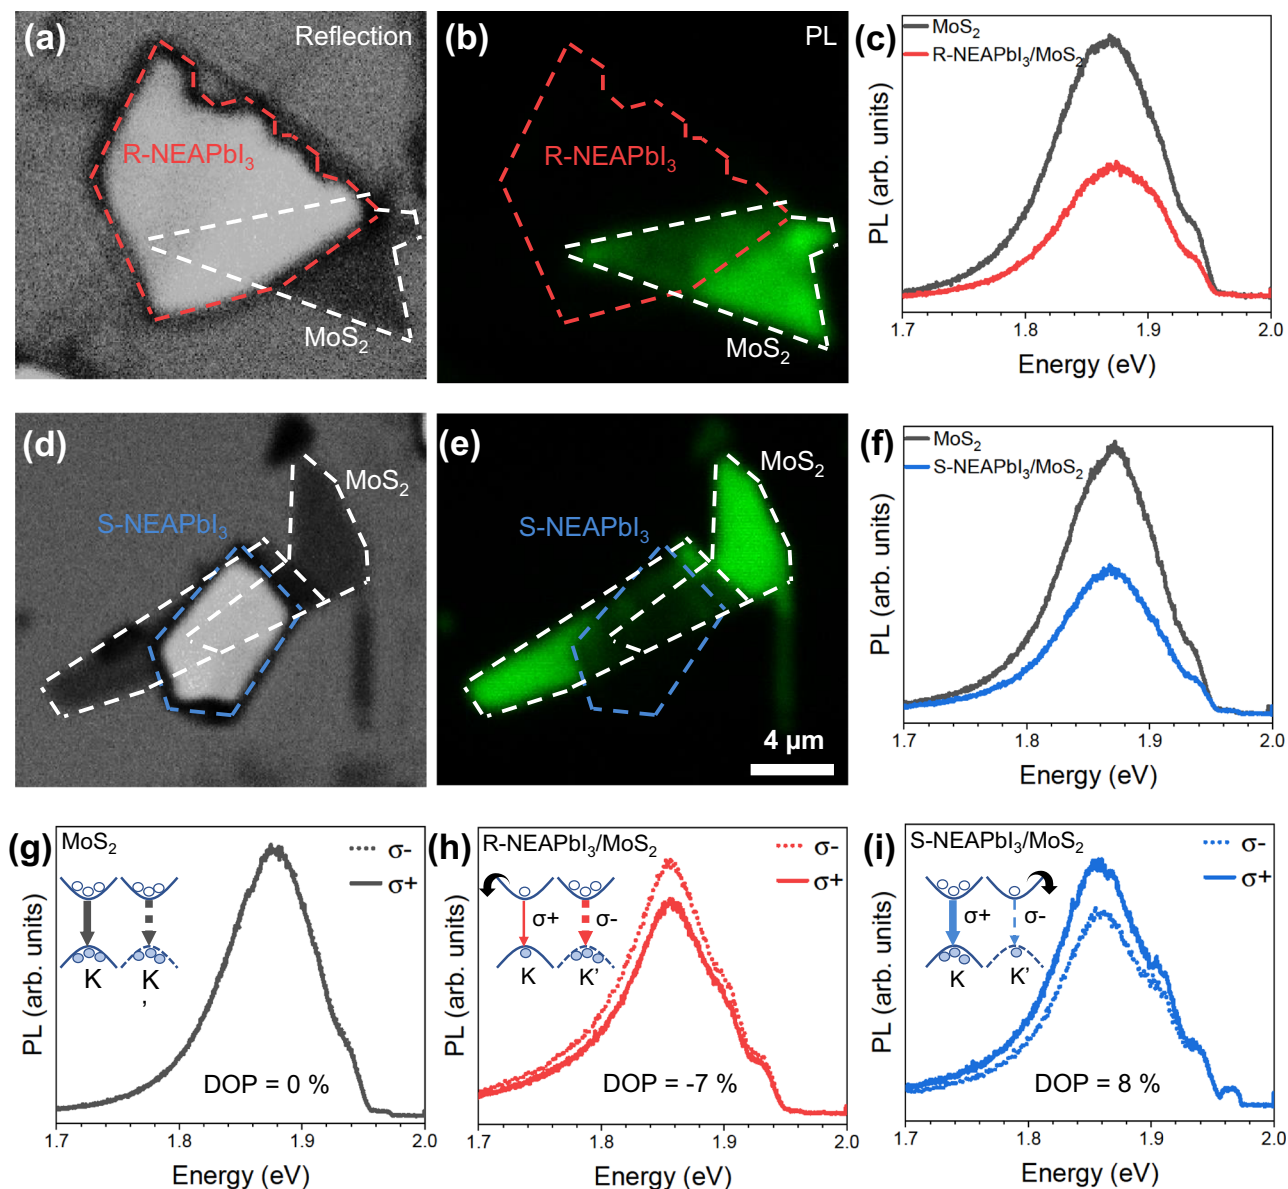 (a)
Reflection
R-NEAPbI₃
MoS₂
(b)
PL
R-NEAPbI₃
MoS₂
(c)
MoS₂
R-NEAPbI₃/MoS₂
PL (arb. units)
1.7 1.8 1.9 2.0
Energy (eV)
(d)
MoS₂
S-NEAPbI₃
(e)
MoS₂
S-NEAPbI₃
4 µm
(f)
MoS₂
S-NEAPbI₃/MoS₂
PL (arb. units)
1.7 1.8 1.9 2.0
Energy (eV)
(g)
MoS₂
σ-
σ+
K K
’
DOP = 0 %
PL (arb. units)
1.7 1.8 1.9 2.0
Energy (eV)
(h)
R-NEAPbI₃/MoS₂
σ-
σ+
σ+ σ-
K K’
DOP = -7 %
PL (arb. units)
1.7 1.8 1.9 2.0
Energy (eV)
(i)
S-NEAPbI₃/MoS₂
σ-
σ+
σ+ σ-
K K’
DOP = 8 %
PL (arb. units)
1.7 1.8 1.9 2.0
Energy (eV)